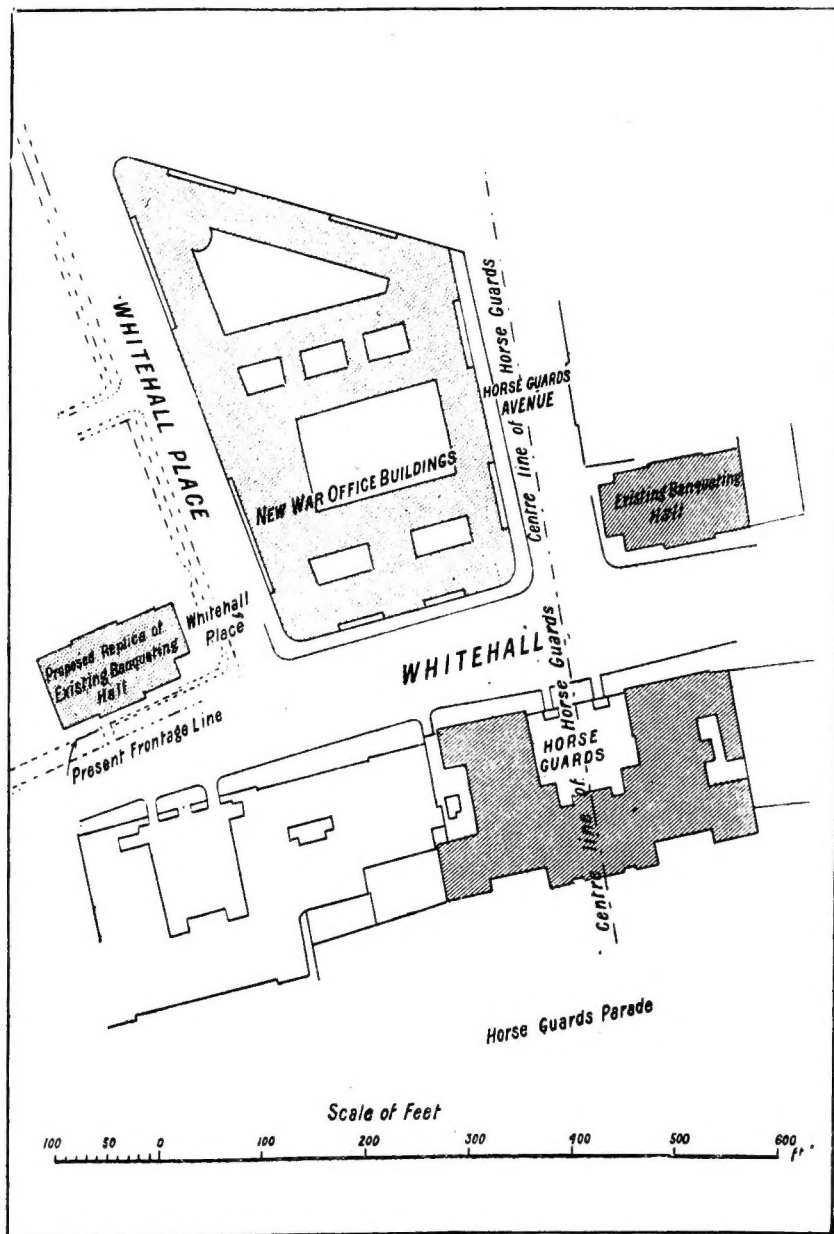 WHITEHALL PLACE
Centre line of Horse Guards
HORSE GUARDS
AVENUE
NEW WAR OFFICE BUILDINGS
Existing Banqueting
Hall
Whitehall
Place
Proposed Replica of
Existing Banqueting
Hall
WHITEHALL
Present Frontage Line
HORSE
GUARDS
Centre line of Horse Guards
Horse Guards Parade
Scale of Feet
100 50 0 100 200 300 400 500 600
ft